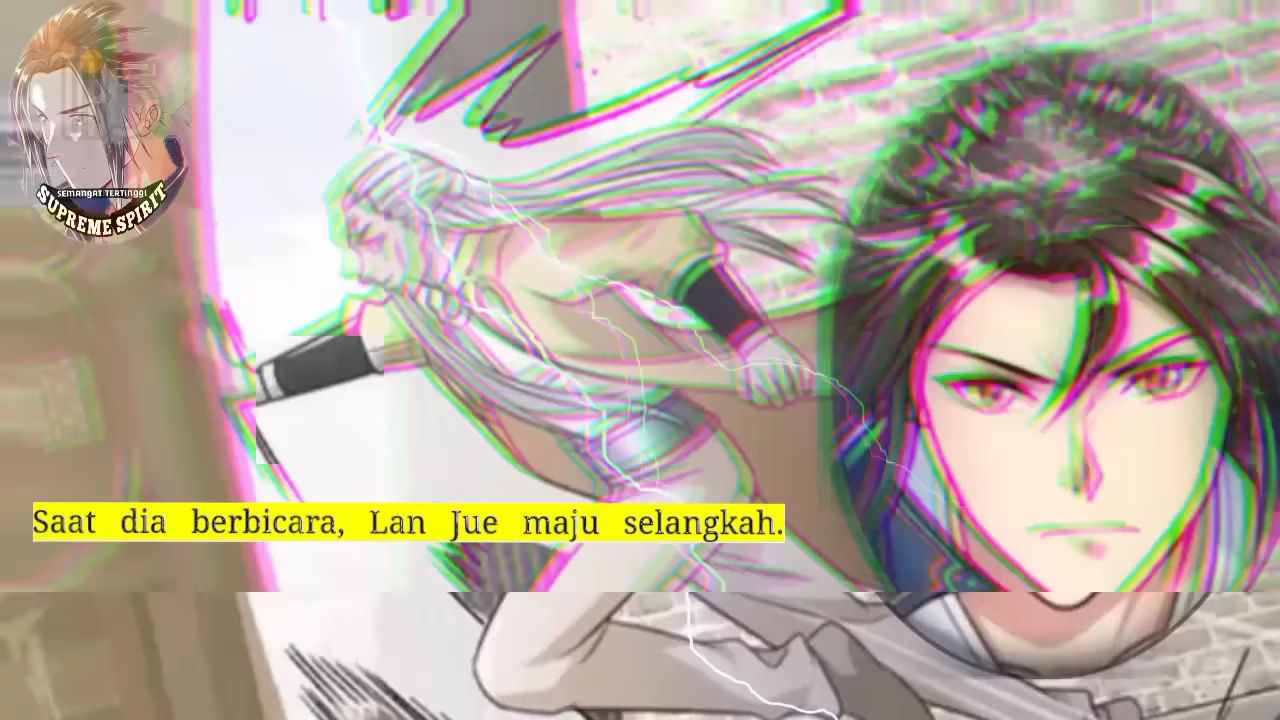 SEMANGAT TERTINGGI
SUPREME SPIRIT
Saat dia berbicara, Lan Jue maju selangkah.